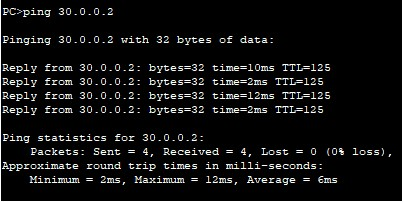 PC>ping 30.0.0.2
Pinging 30.0.0.2 with 32 bytes of data:
Reply from 30.0.0.2: bytes=32 time=10ms TTL=125
Reply from 30.0.0.2: bytes=32 time=2ms TTL=125
Reply from 30.0.0.2: bytes=32 time=12ms TTL=125
Reply from 30.0.0.2: bytes=32 time=2ms TTL=125
Ping statistics for 30.0.0.2:
Packets: Sent = 4, Received = 4, Lost = 0 (0% loss),
Approximate round trip times in milli-seconds:
Minimum = 2ms, Maximum = 12ms, Average = 6ms